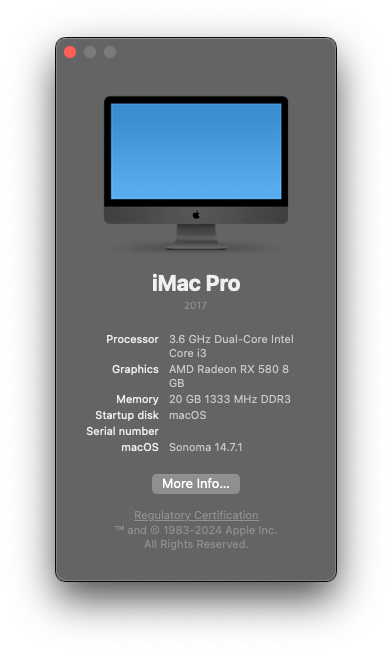 iMac Pro
2017
Processor 3.6 GHz Dual-Core Intel
Core i3
Graphics AMD Radeon RX 580 8
GB
Memory 20 GB 1333 MHz DDR3
Startup disk macOS
Serial number
macOS Sonoma 14.7.1
More Info...
Regulatory Certification
™ and © 1983-2024 Apple Inc.
All Rights Reserved.